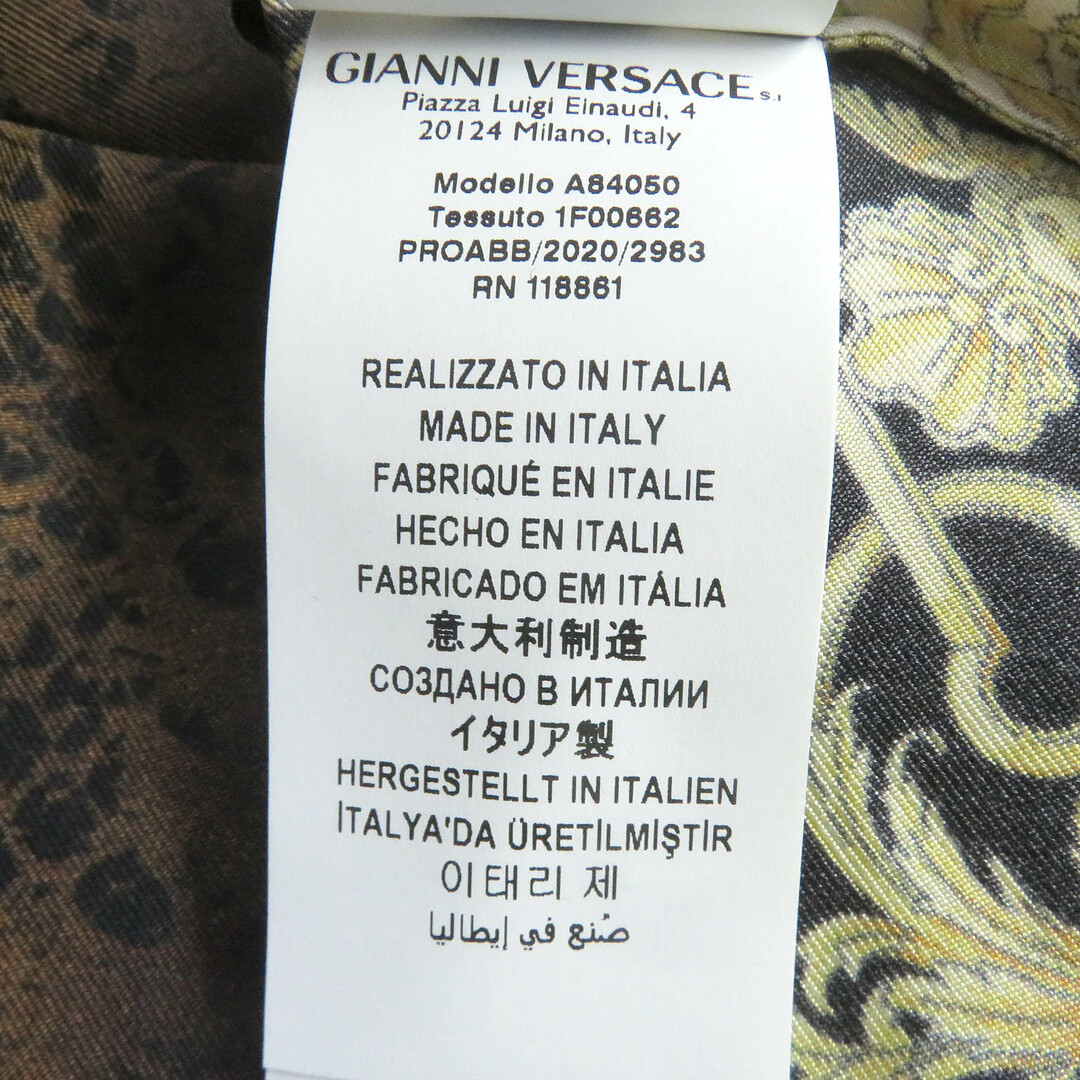 GIANNI VERSACE s.r.l
Piazza Luigi Einaudi, 4
20124 Milano, Italy
Modello A84050
Tessuto 1F00662
PROABB/2020/2983
RN 118861
REALIZZATO IN ITALIA
MADE IN ITALY
FABRIQUÉ EN ITALIE
HECHO EN ITALIA
FABRICADO EM ITÁLIA
意大利制造
СОЗДАНО В ИТАЛИИ
イタリア製
HERGESTELLT IN ITALIEN
İTALYA'DA ÜRETİLMİŞTİR
이태리 제
صُنع في إيطاليا